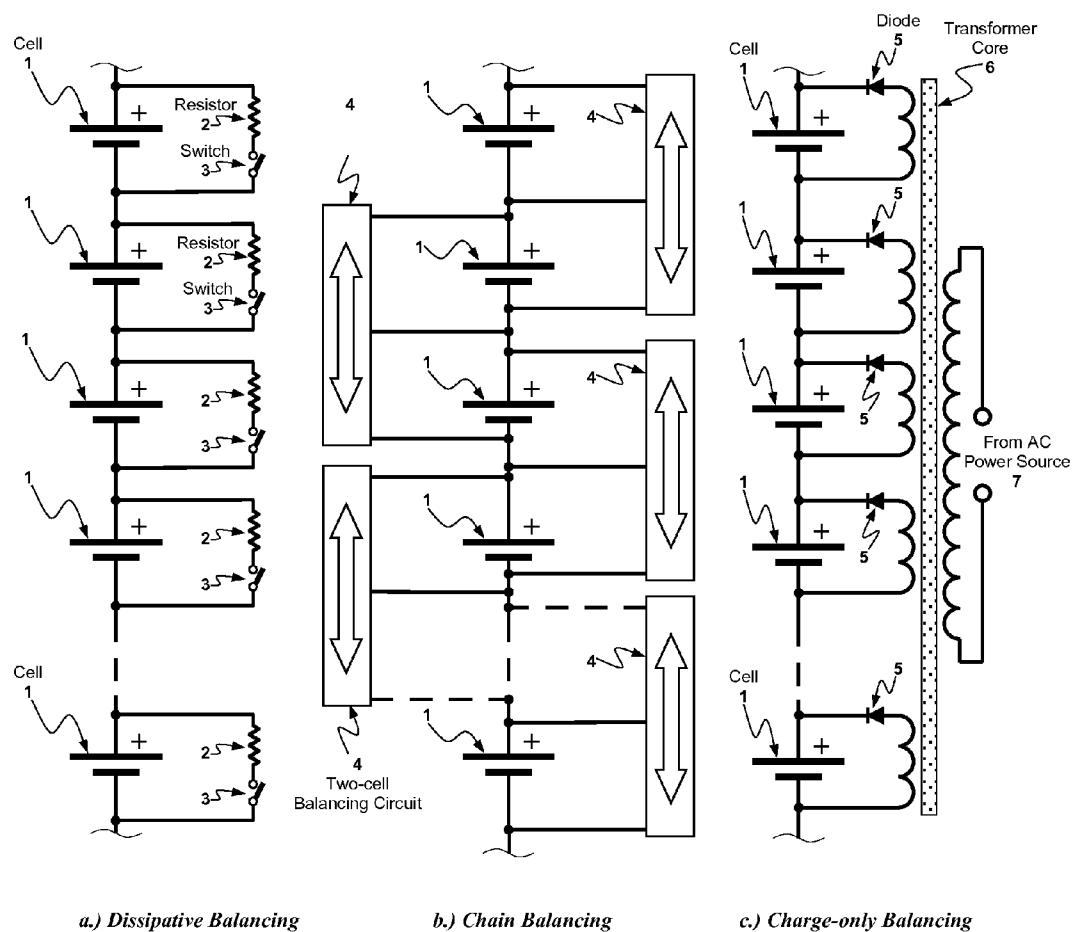 Cell
1
Resistor
2
Switch
3
1
Resistor
2
Switch
3
1
2
3
1
2
3
Cell
1
2
3
+
+
+
+
+
4
1
4
1
1
4
1
4
1
4
Two-cell
Balancing Circuit
+
+
+
+
+
Cell
1
Diode
5
Transformer
Core
6
1
5
1
5
1
5
Cell
1
5
+
+
+
+
+
From AC
Power Source
7
a.) Dissipative Balancing
b.) Chain Balancing
c.) Charge-only Balancing